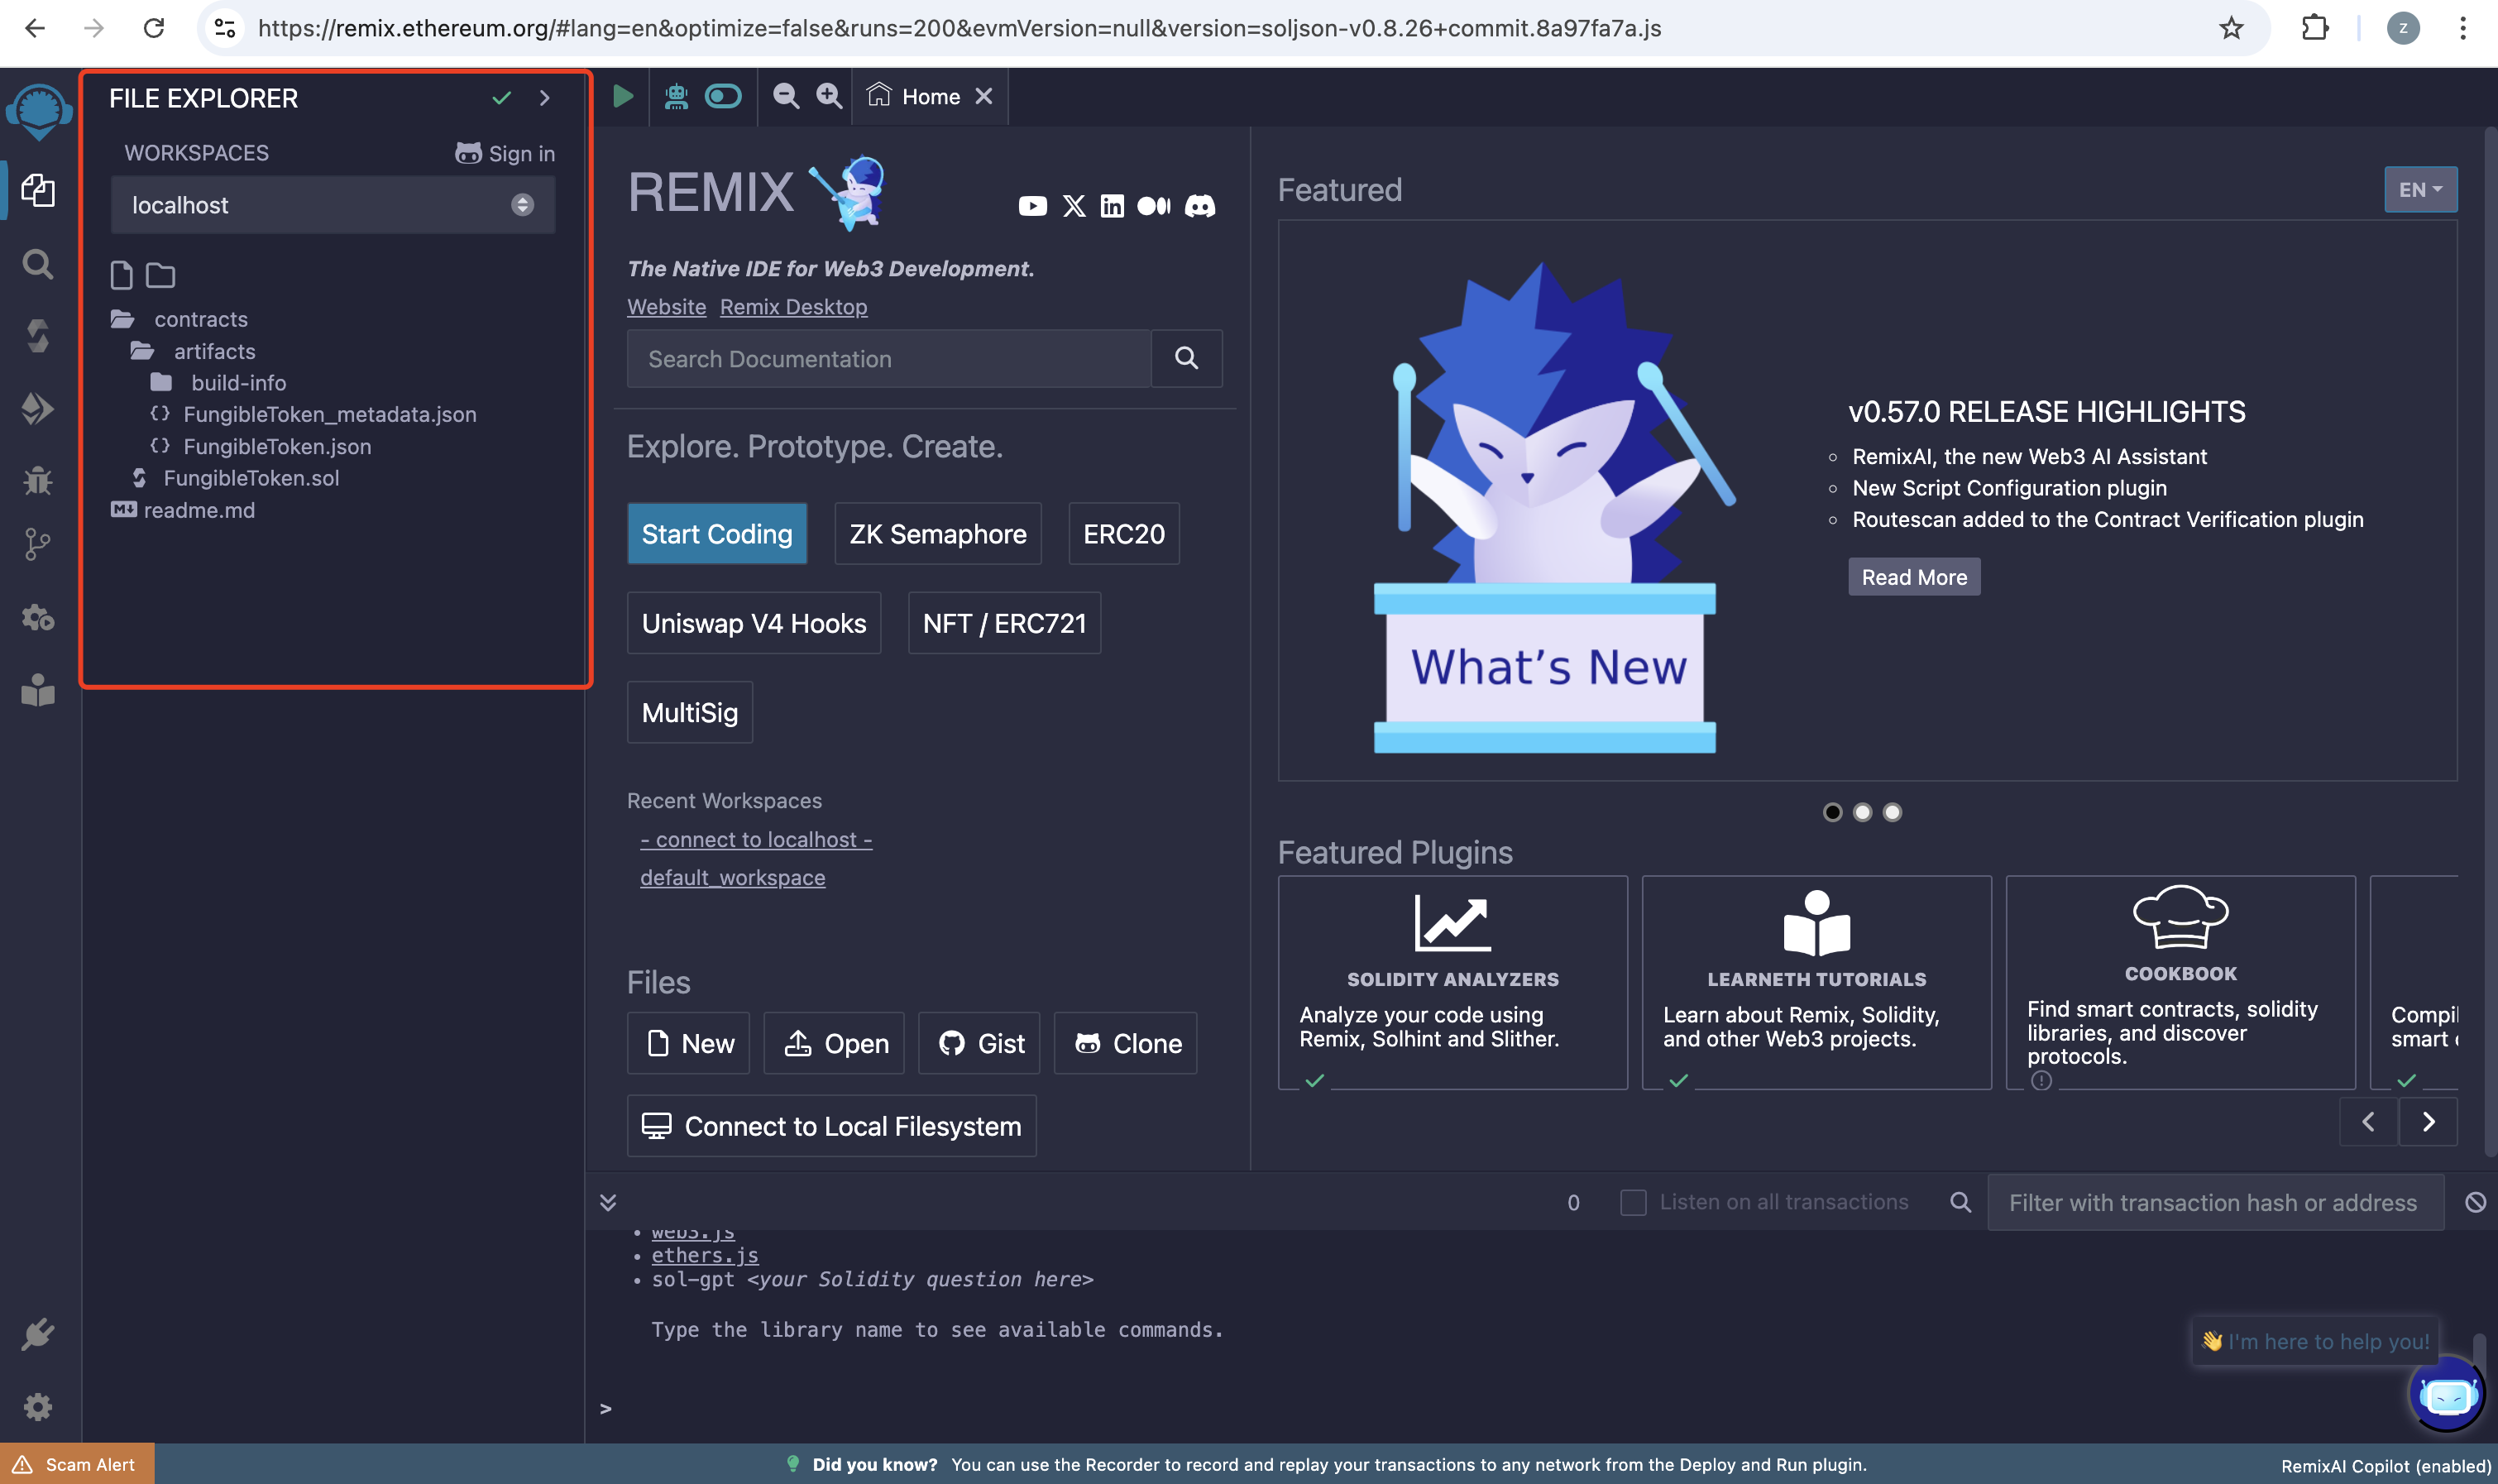 https://remix.ethereum.org/#lang=en&optimize=false&runs=200&evmVersion=null&version=soljson-v0.8.26+commit.8a97fa7a.js
z
FILE EXPLORER
WORKSPACES
Sign in
localhost
contracts
artifacts
build-info
{} FungibleToken_metadata.json
{} FungibleToken.json
FungibleToken.sol
readme.md
Home
REMIX
The Native IDE for Web3 Development.
Website Remix Desktop
Search Documentation
Explore. Prototype. Create.
Start Coding
ZK Semaphore
ERC20
Uniswap V4 Hooks
NFT / ERC721
MultiSig
Recent Workspaces
- connect to localhost -
default_workspace
Files
New
Open
Gist
Clone
Connect to Local Filesystem
Featured
EN
What's New
v0.57.0 RELEASE HIGHLIGHTS
RemixAI, the new Web3 AI Assistant
New Script Configuration plugin
Routescan added to the Contract Verification plugin
Read More
Featured Plugins
SOLIDITY ANALYZERS
Analyze your code using
Remix, Solhint and Slither.
LEARNETH TUTORIALS
Learn about Remix, Solidity,
and other Web3 projects.
COOKBOOK
Find smart contracts, solidity
libraries, and discover
protocols.
smart
0
Listen on all transactions
Filter with transaction hash or address
web3.js
ethers.js
sol-gpt <your Solidity question here>
Type the library name to see available commands.
>
👋 I'm here to help you!
Scam Alert
Did you know? You can use the Recorder to record and replay your transactions to any network from the Deploy and Run plugin.
RemixAI Copilot (enabled)